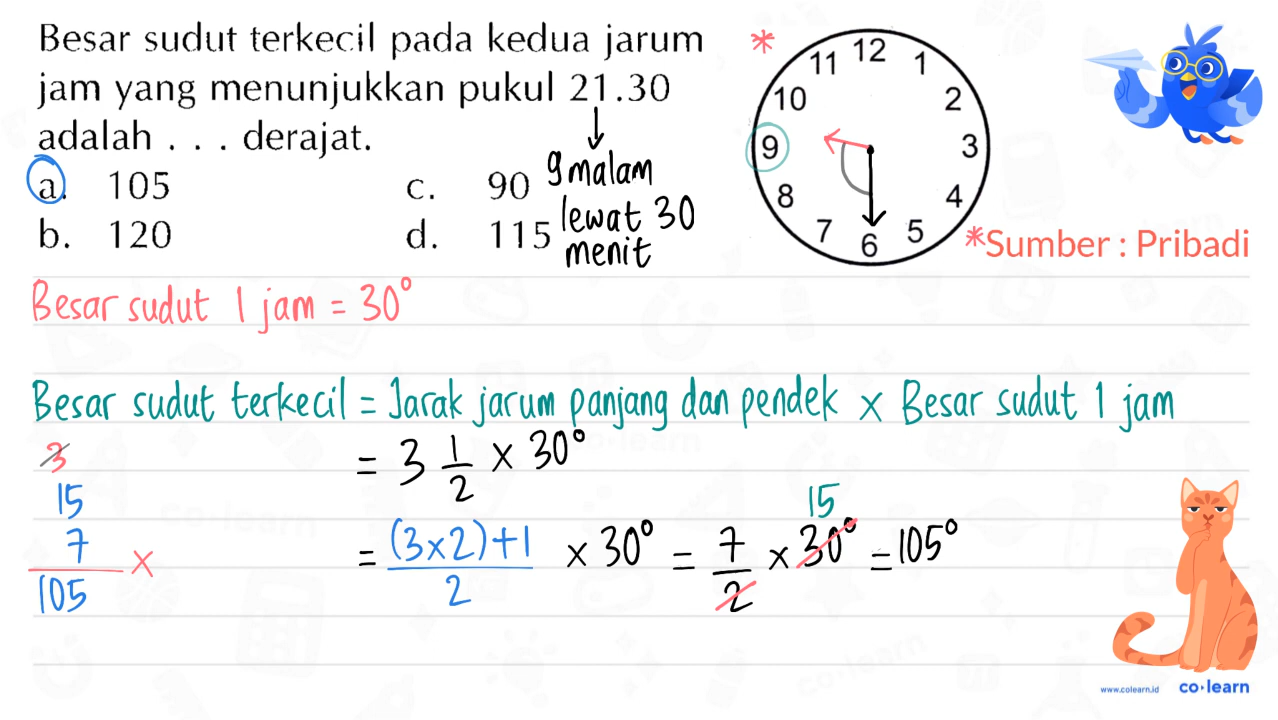 Besar sudut terkecil pada kedua jarum
jam yang menunjukkan pukul 21.30
adalah . . . derajat.
a. 105
c. 90
b. 120
d. 115
9 malam
lewat 30
menit
*
12
1
2
3
4
5
6
7
8
9
10
11
*Sumber : Pribadi
Besar sudut 1 jam = 30°
Besar sudut terkecil = Jarak jarum panjang dan pendek x Besar sudut 1 jam
= 3 1/2 x 30°
= (3x2)+1 / 2 x 30° = 7/2 x 30° = 105°
15
3
15
7
x
105
co-learn
www.colearn.id
co·learn